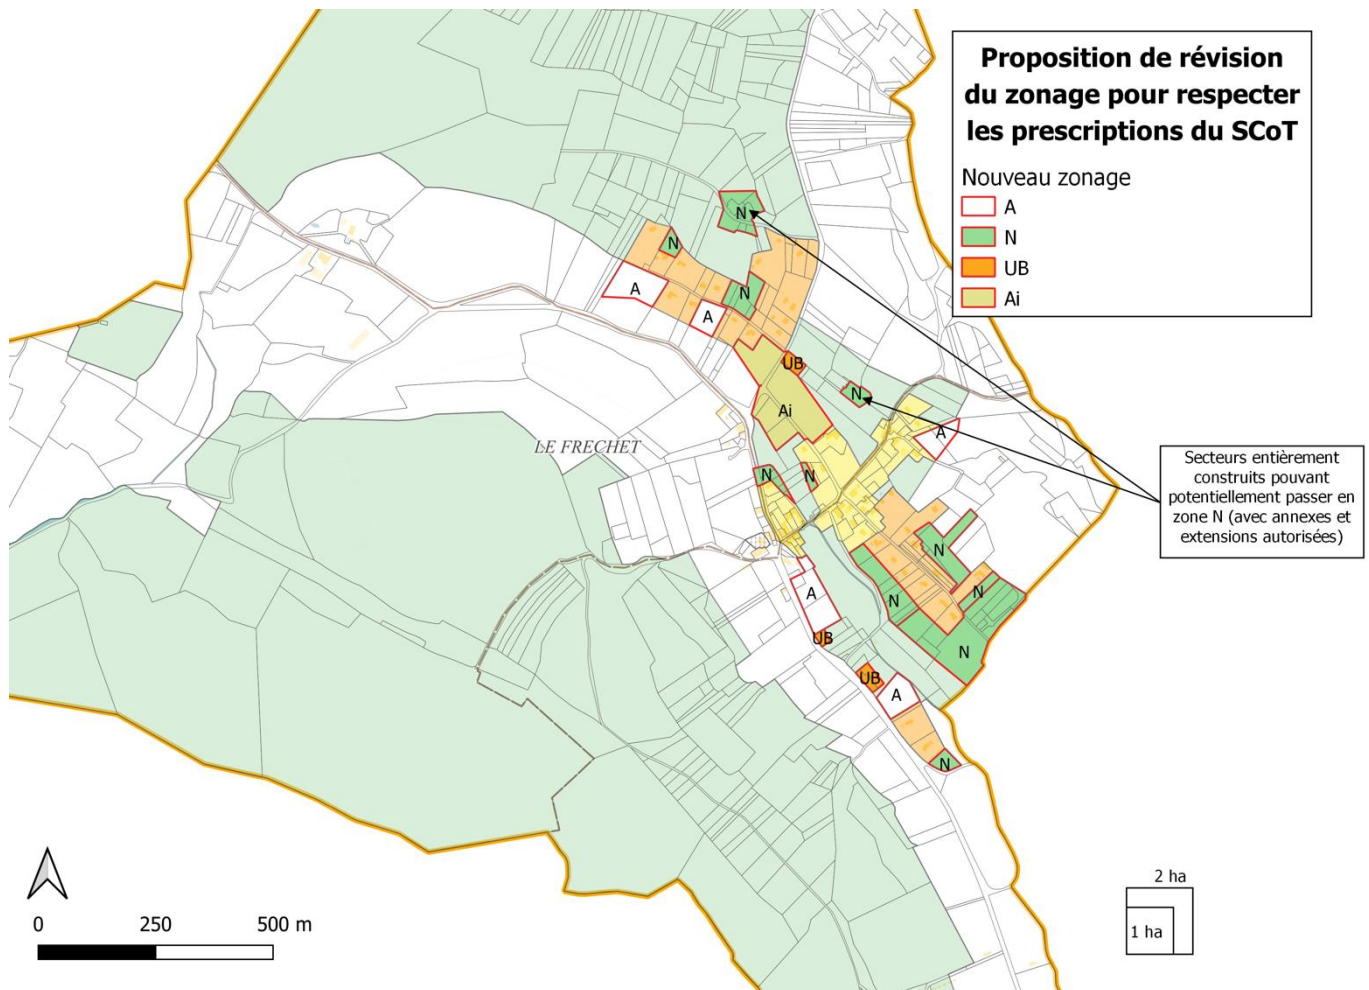 Proposition de révision
du zonage pour respecter
les prescriptions du SCoT
Nouveau zonage
A
N
UB
Ai
N
N
A
N
A
UB
N
Ai
A
LE FRECHET
N
N
Secteurs entièrement
construits pouvant
potentiellement passer en
zone N (avec annexes et
extensions autorisées)
N
A
N
N
UB
N
UB
A
N
0 250 500 m
2 ha
1 ha